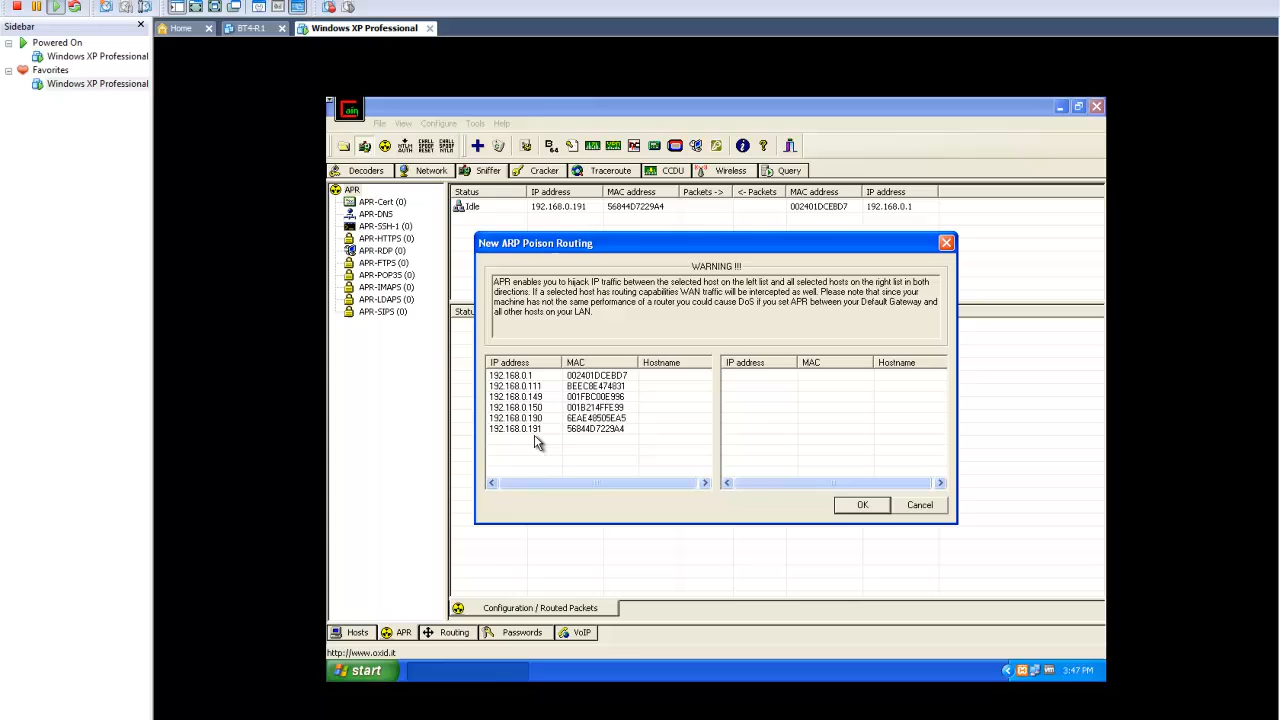 Sidebar
Powered On
Windows XP Professional
Favorites
Windows XP Professional
Home
BT4-R1
Windows XP Professional
ain
File View Configure Tools Help
Decoders Network Sniffer Cracker Traceroute CCDU Wireless Query
APR
APR-Cert (0)
APR-DNS
APR-SSH-1 (0)
APR-HTTPS (0)
APR-RDP (0)
APR-FTPS (0)
APR-POP3S (0)
APR-IMAPS (0)
APR-LDAPS (0)
APR-SIPS (0)
Status IP address MAC address Packets -> <- Packets MAC address IP address
Idle 192.168.0.191 56844D7229A4 002401DCEBD7 192.168.0.1
Statu
New ARP Poison Routing
WARNING !!!
APR enables you to hijack IP traffic between the selected host on the left list and all selected hosts on the right list in both
directions. If a selected host has routing capabilities WAN traffic will be intercepted as well. Please note that since your
machine has not the same performance of a router you could cause DoS if you set APR between your Default Gateway and
all other hosts on your LAN.
IP address MAC Hostname IP address MAC Hostname
192.168.0.1 002401DCEBD7
192.168.0.111 BEEC8E474831
192.168.0.149 001FBC00E996
192.168.0.150 001B214FFE99
192.168.0.190 6EAE48505EA5
192.168.0.191 56844D7229A4
OK Cancel
Configuration / Routed Packets
Hosts APR Routing Passwords VoIP
http://www.oxid.it
start
3:47 PM